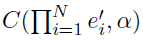 C(∏_{i=1}^{N} e'_i, α)